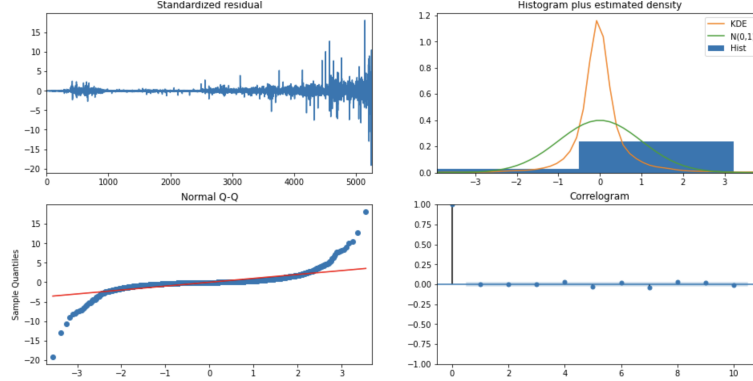 Standardized residual
15
10
5
0
−5
−10
−15
−20
0 1000 2000 3000 4000 5000
Histogram plus estimated density
1.2
1.0
0.8
0.6
0.4
0.2
0.0
−3 −2 −1 0 1 2 3
KDE
N(0,1
Hist
Normal Q-Q
Sample Quantiles
15
10
5
0
−5
−10
−15
−20
−3 −2 −1 0 1 2 3
Correlogram
1.00
0.75
0.50
0.25
0.00
−0.25
−0.50
−0.75
−1.00
0 2 4 6 8 10